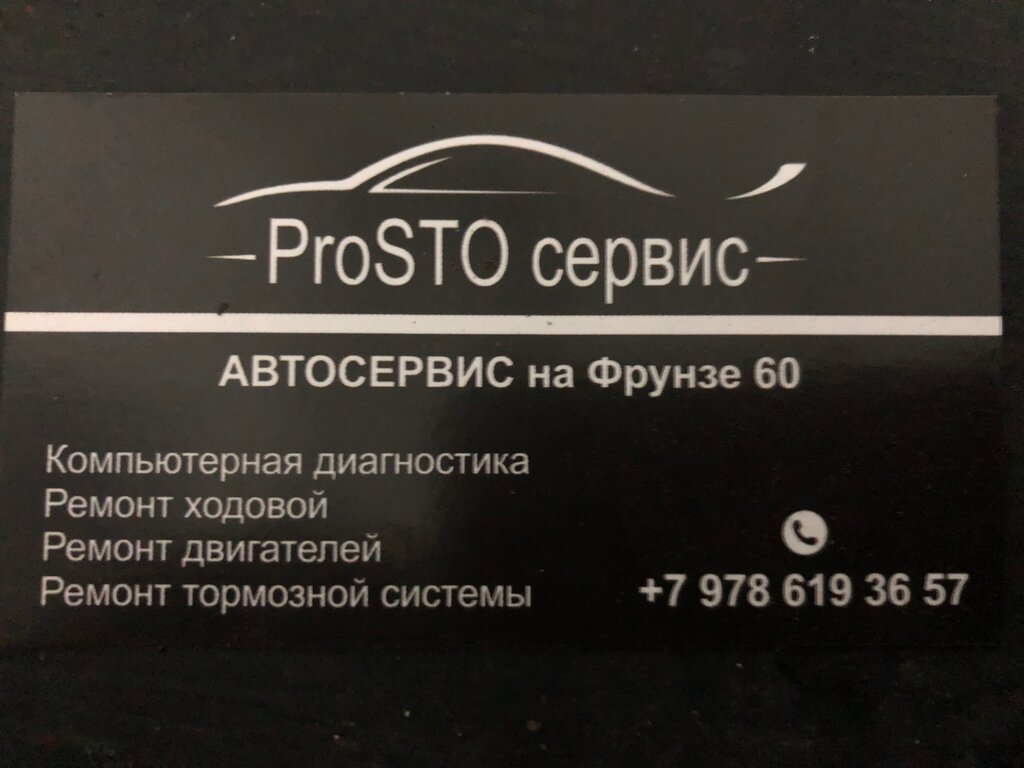 ProSTO сервис
АВТОСЕРВИС на Фрунзе 60
Компьютерная диагностика
Ремонт ходовой
Ремонт двигателей
Ремонт тормозной системы
+7 978 619 36 57